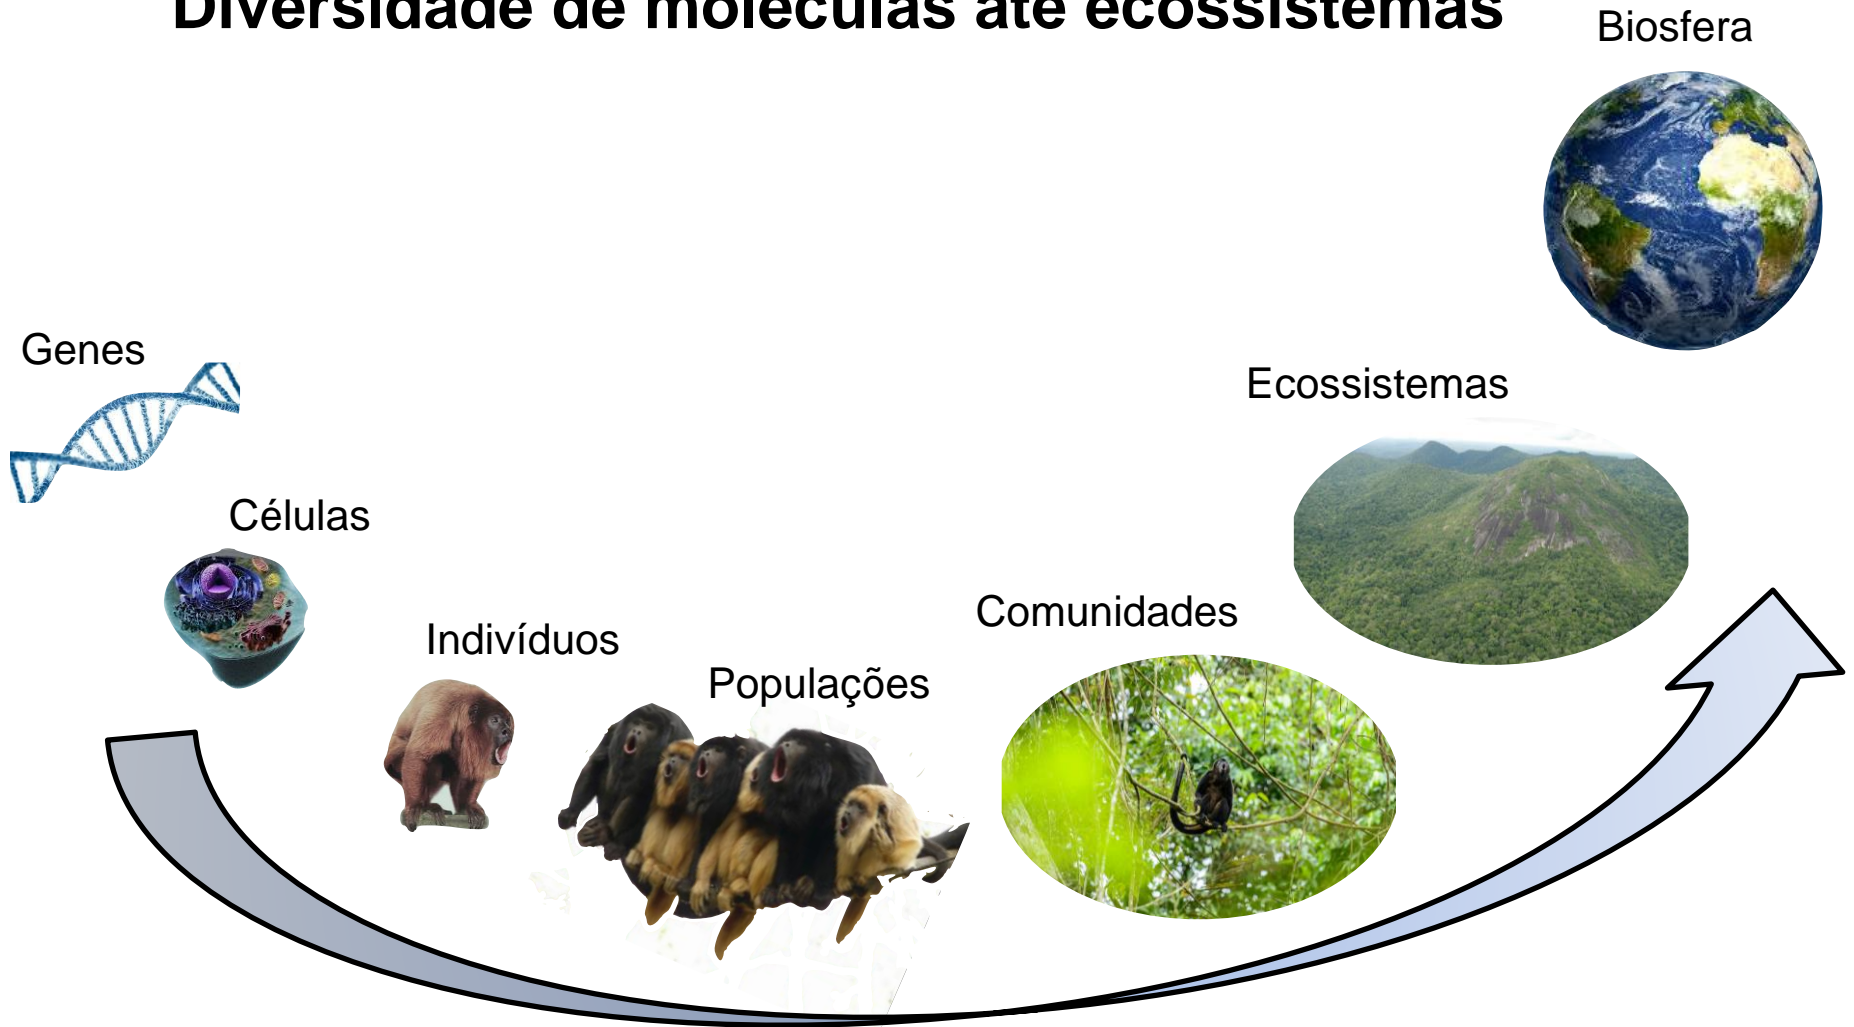 Diversidade de moléculas até ecossistemas
Biosfera
Genes
Ecossistemas
Células
Comunidades
Indivíduos
Populações